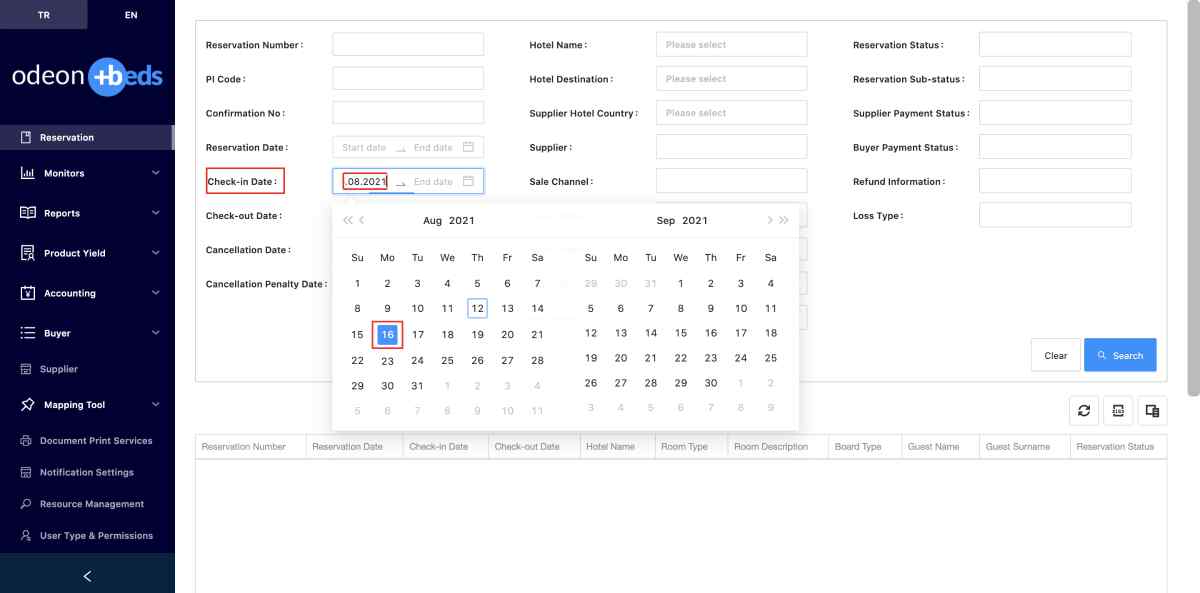 TR EN
odeon +beds
Reservation
Monitors
Reports
Product Yield
Accounting
Buyer
Supplier
Mapping Tool
Document Print Services
Notification Settings
Resource Management
User Type & Permissions
Reservation Number : Hotel Name : Please select Reservation Status :
PI Code : Hotel Destination : Please select Reservation Sub-status :
Confirmation No : Supplier Hotel Country : Please select Supplier Payment Status :
Reservation Date : Start date End date Supplier : Buyer Payment Status :
Check-in Date : .08.2021 End date Sale Channel : Refund Information :
Check-out Date : Loss Type :
Cancellation Date :
Cancellation Penalty Date :
Aug 2021
Su Mo Tu We Th Fr Sa
1 2 3 4 5 6 7
8 9 10 11 12 13 14
15 16 17 18 19 20 21
22 23 24 25 26 27 28
29 30 31 1 2 3 4
5 6 7 8 9 10 11
Sep 2021
Su Mo Tu We Th Fr Sa
29 30 31 1 2 3 4
5 6 7 8 9 10 11
12 13 14 15 16 17 18
19 20 21 22 23 24 25
26 27 28 29 30 1 2
3 4 5 6 7 8 9
Clear Search
Reservation Number Reservation Date Check-in Date Check-out Date Hotel Name Room Type Room Description Board Type Guest Name Guest Surname Reservation Status